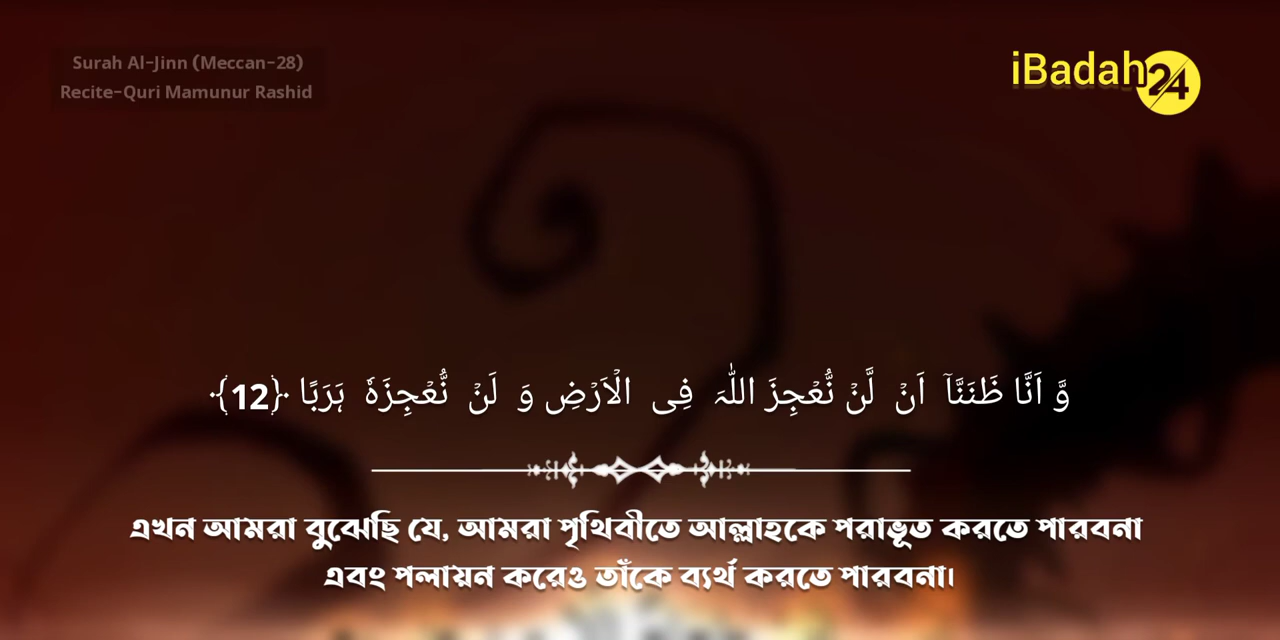 Surah Al-Jinn (Meccan-28)
Recite-Quri Mamunur Rashid
iBadah24
وَّ اَنَّا ظَنَنَّاۤ اَنۡ لَّنۡ نُّعۡجِزَ اللّٰہَ فِی الۡاَرۡضِ وَ لَنۡ نُّعۡجِزَہٗ ہَرَبًا ﴿12﴾
এখন আমরা বুঝেছি যে, আমরা পৃথিবীতে আল্লাহকে পরাভূত করতে পারবনা
এবং পলায়ন করেও তাঁকে ব্যর্থ করতে পারবনা।